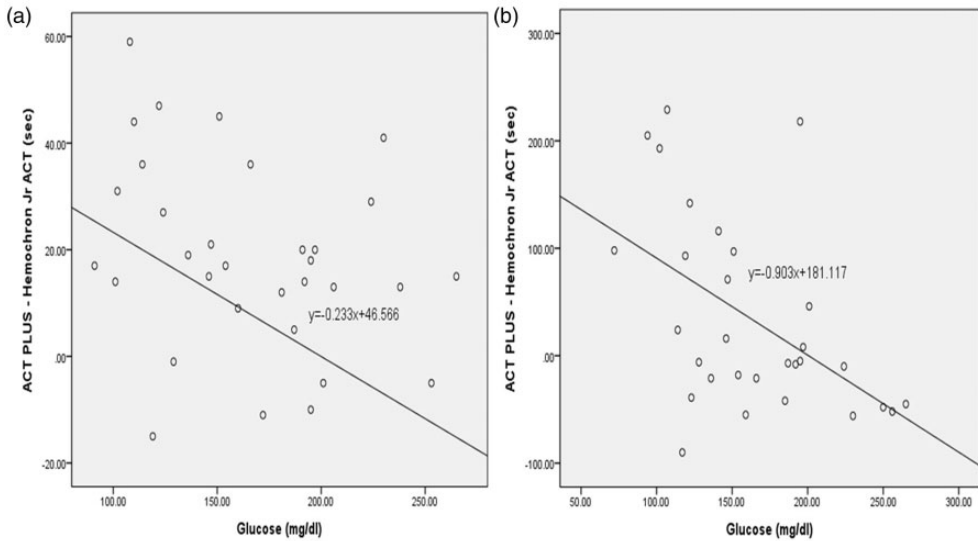 (a)
ACT PLUS - Hemochron Jr ACT (sec)
60.00
40.00
20.00
.00
-20.00
y=-0.233x+46.566
100.00 150.00 200.00 250.00
Glucose (mg/dl)
(b)
ACT PLUS - Hemochron Jr ACT (sec)
300.00
200.00
100.00
.00
-100.00
y=-0.903x+181.117
50.00 100.00 150.00 200.00 250.00 300.00
Glucose (mg/dl)